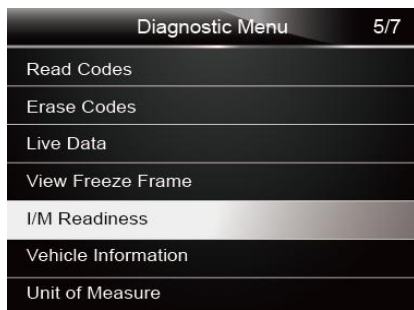 Diagnostic Menu 5/7
Read Codes
Erase Codes
Live Data
View Freeze Frame
I/M Readiness
Vehicle Information
Unit of Measure